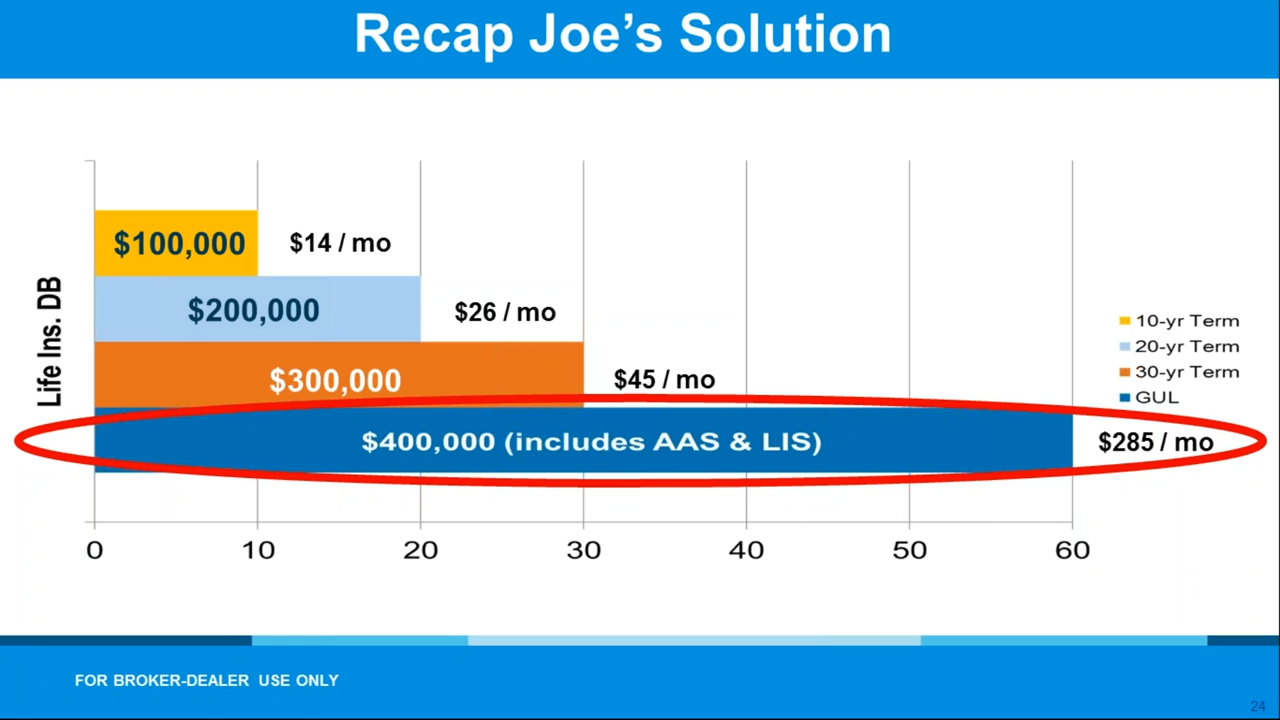 Recap Joe's Solution
Life Ins. DB
$100,000 $14 / mo
$200,000 $26 / mo
$300,000 $45 / mo
$400,000 (includes AAS & LIS) $285 / mo
10-yr Term
20-yr Term
30-yr Term
GUL
0 10 20 30 40 50 60
FOR BROKER-DEALER USE ONLY
24